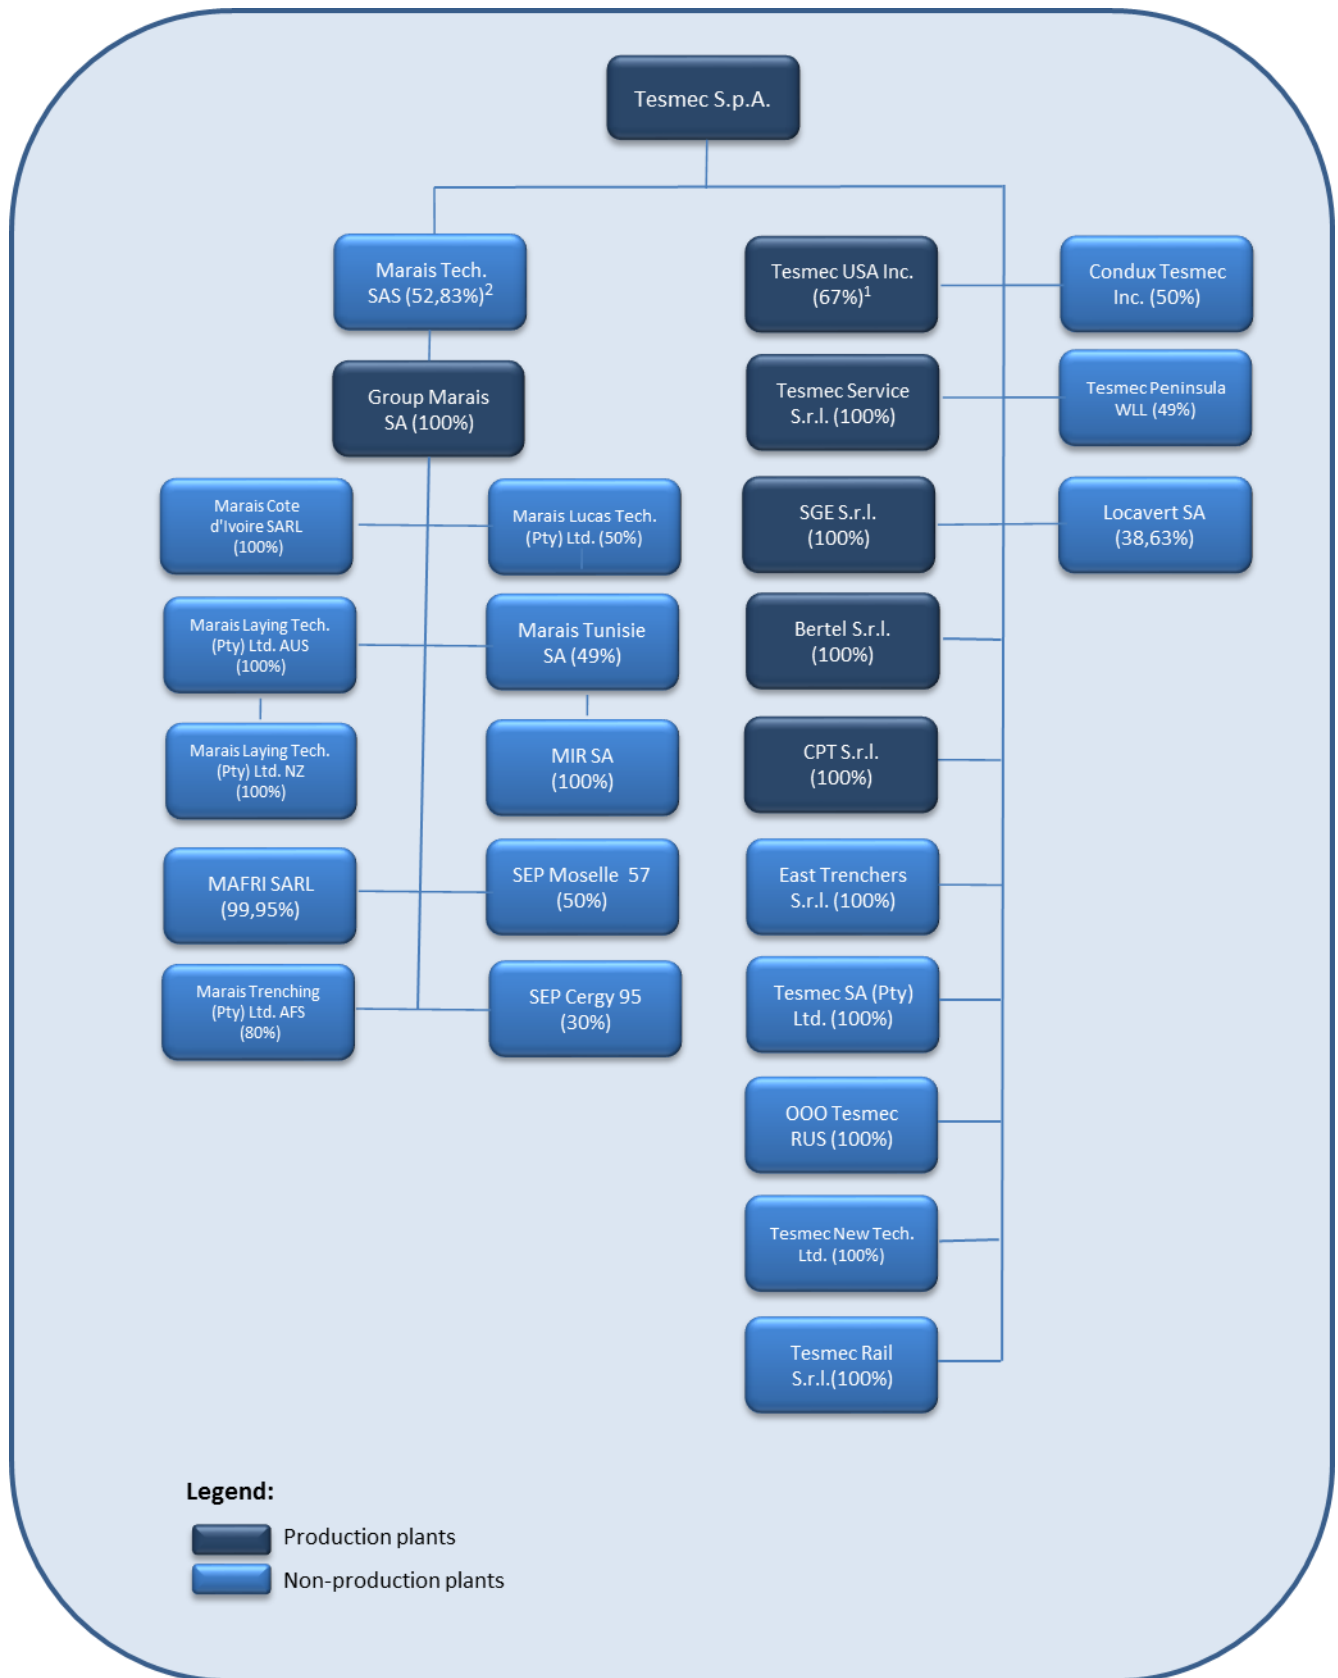 Tesmec S.p.A.
Marais Tech.
SAS (52,83%)²
Group Marais
SA (100%)
Marais Cote
d'Ivoire SARL
(100%)
Marais Lucas Tech.
(Pty) Ltd. (50%)
Marais Laying Tech.
(Pty) Ltd. AUS
(100%)
Marais Tunisie
SA (49%)
Marais Laying Tech.
(Pty) Ltd. NZ
(100%)
MIR SA
(100%)
MAFRI SARL
(99,95%)
SEP Moselle 57
(50%)
Marais Trenching
(Pty) Ltd. AFS
(80%)
SEP Cergy 95
(30%)
Tesmec USA Inc.
(67%)¹
Condux Tesmec
Inc. (50%)
Tesmec Service
S.r.l. (100%)
Tesmec Peninsula
WLL (49%)
SGE S.r.l.
(100%)
Locavert SA
(38,63%)
Bertel S.r.l.
(100%)
CPT S.r.l.
(100%)
East Trenchers
S.r.l. (100%)
Tesmec SA (Pty)
Ltd. (100%)
OOO Tesmec
RUS (100%)
Tesmec New Tech.
Ltd. (100%)
Tesmec Rail
S.r.l.(100%)
Legend:
Production plants
Non-production plants